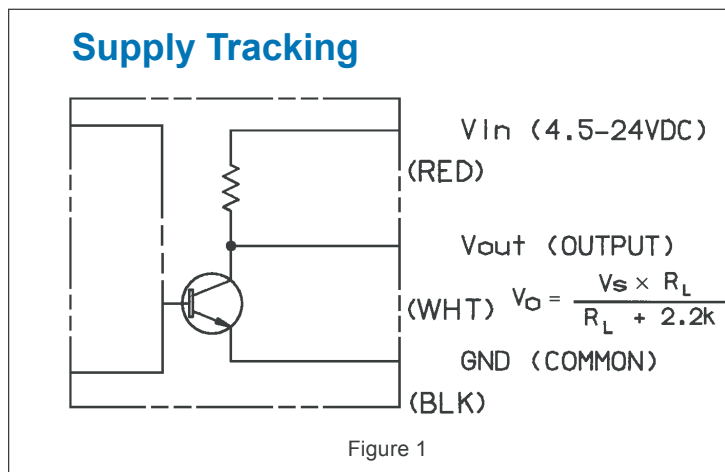 Supply Tracking
VIn (4.5-24VDC)
(RED)
Vout (OUTPUT)
(WHT) Vo = Vs × RL
RL + 2.2k
GND (COMMON)
(BLK)
Figure 1